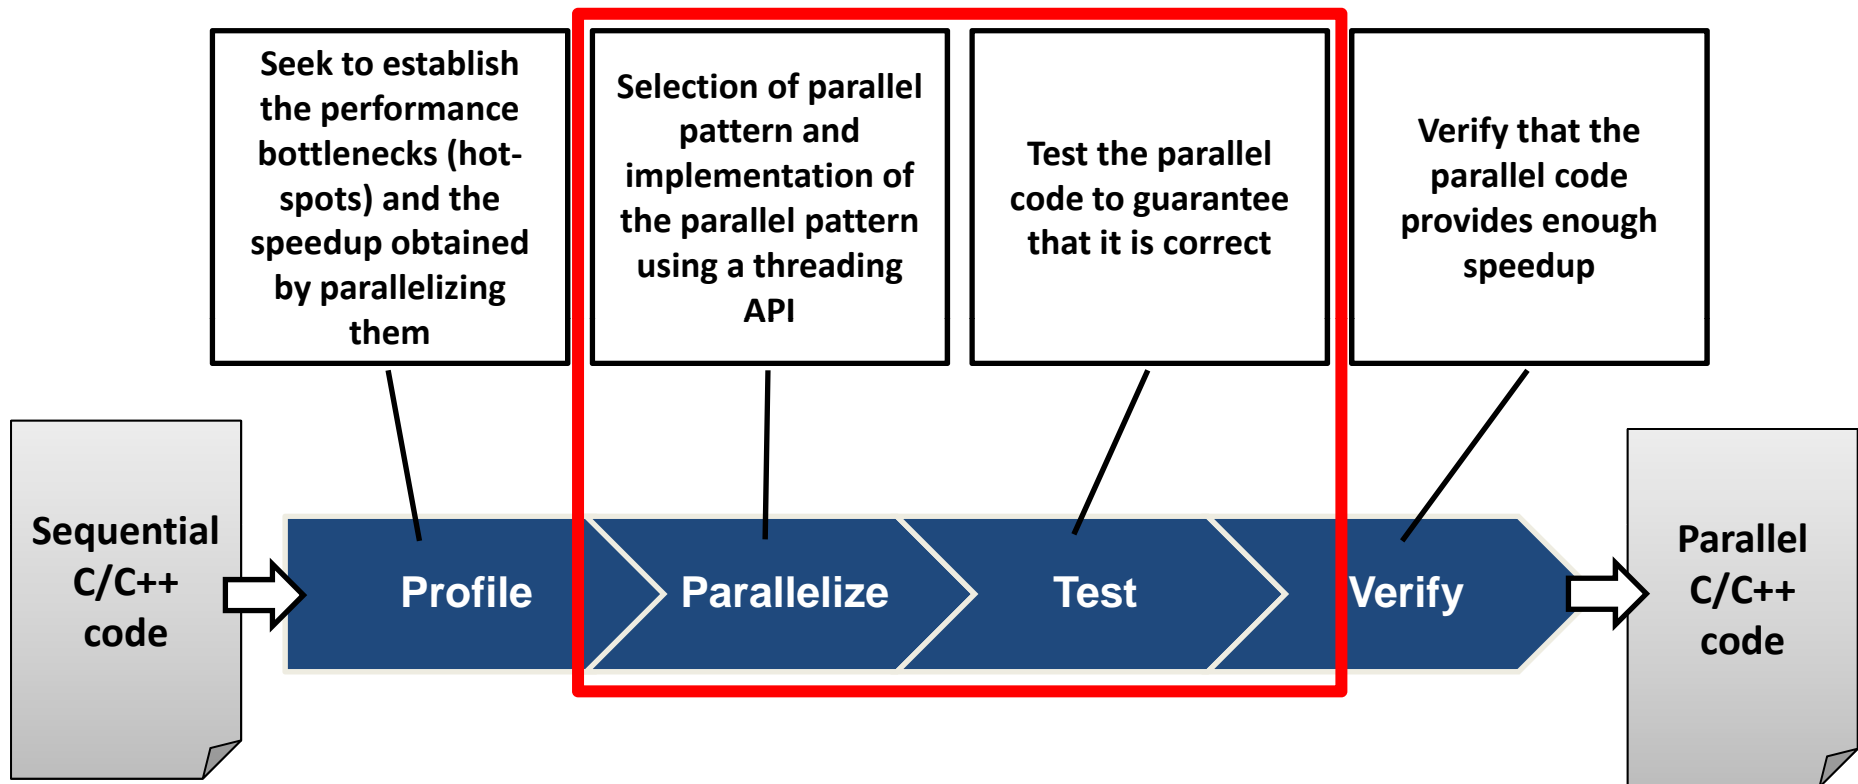 Seek to establish
the performance
bottlenecks (hot-
spots) and the
speedup obtained
by parallelizing
them
Selection of parallel
pattern and
implementation of
the parallel pattern
using a threading
API
Test the parallel
code to guarantee
that it is correct
Verify that the
parallel code
provides enough
speedup
Sequential
C/C++
code
Profile
Parallelize
Test
Verify
Parallel
C/C++
code